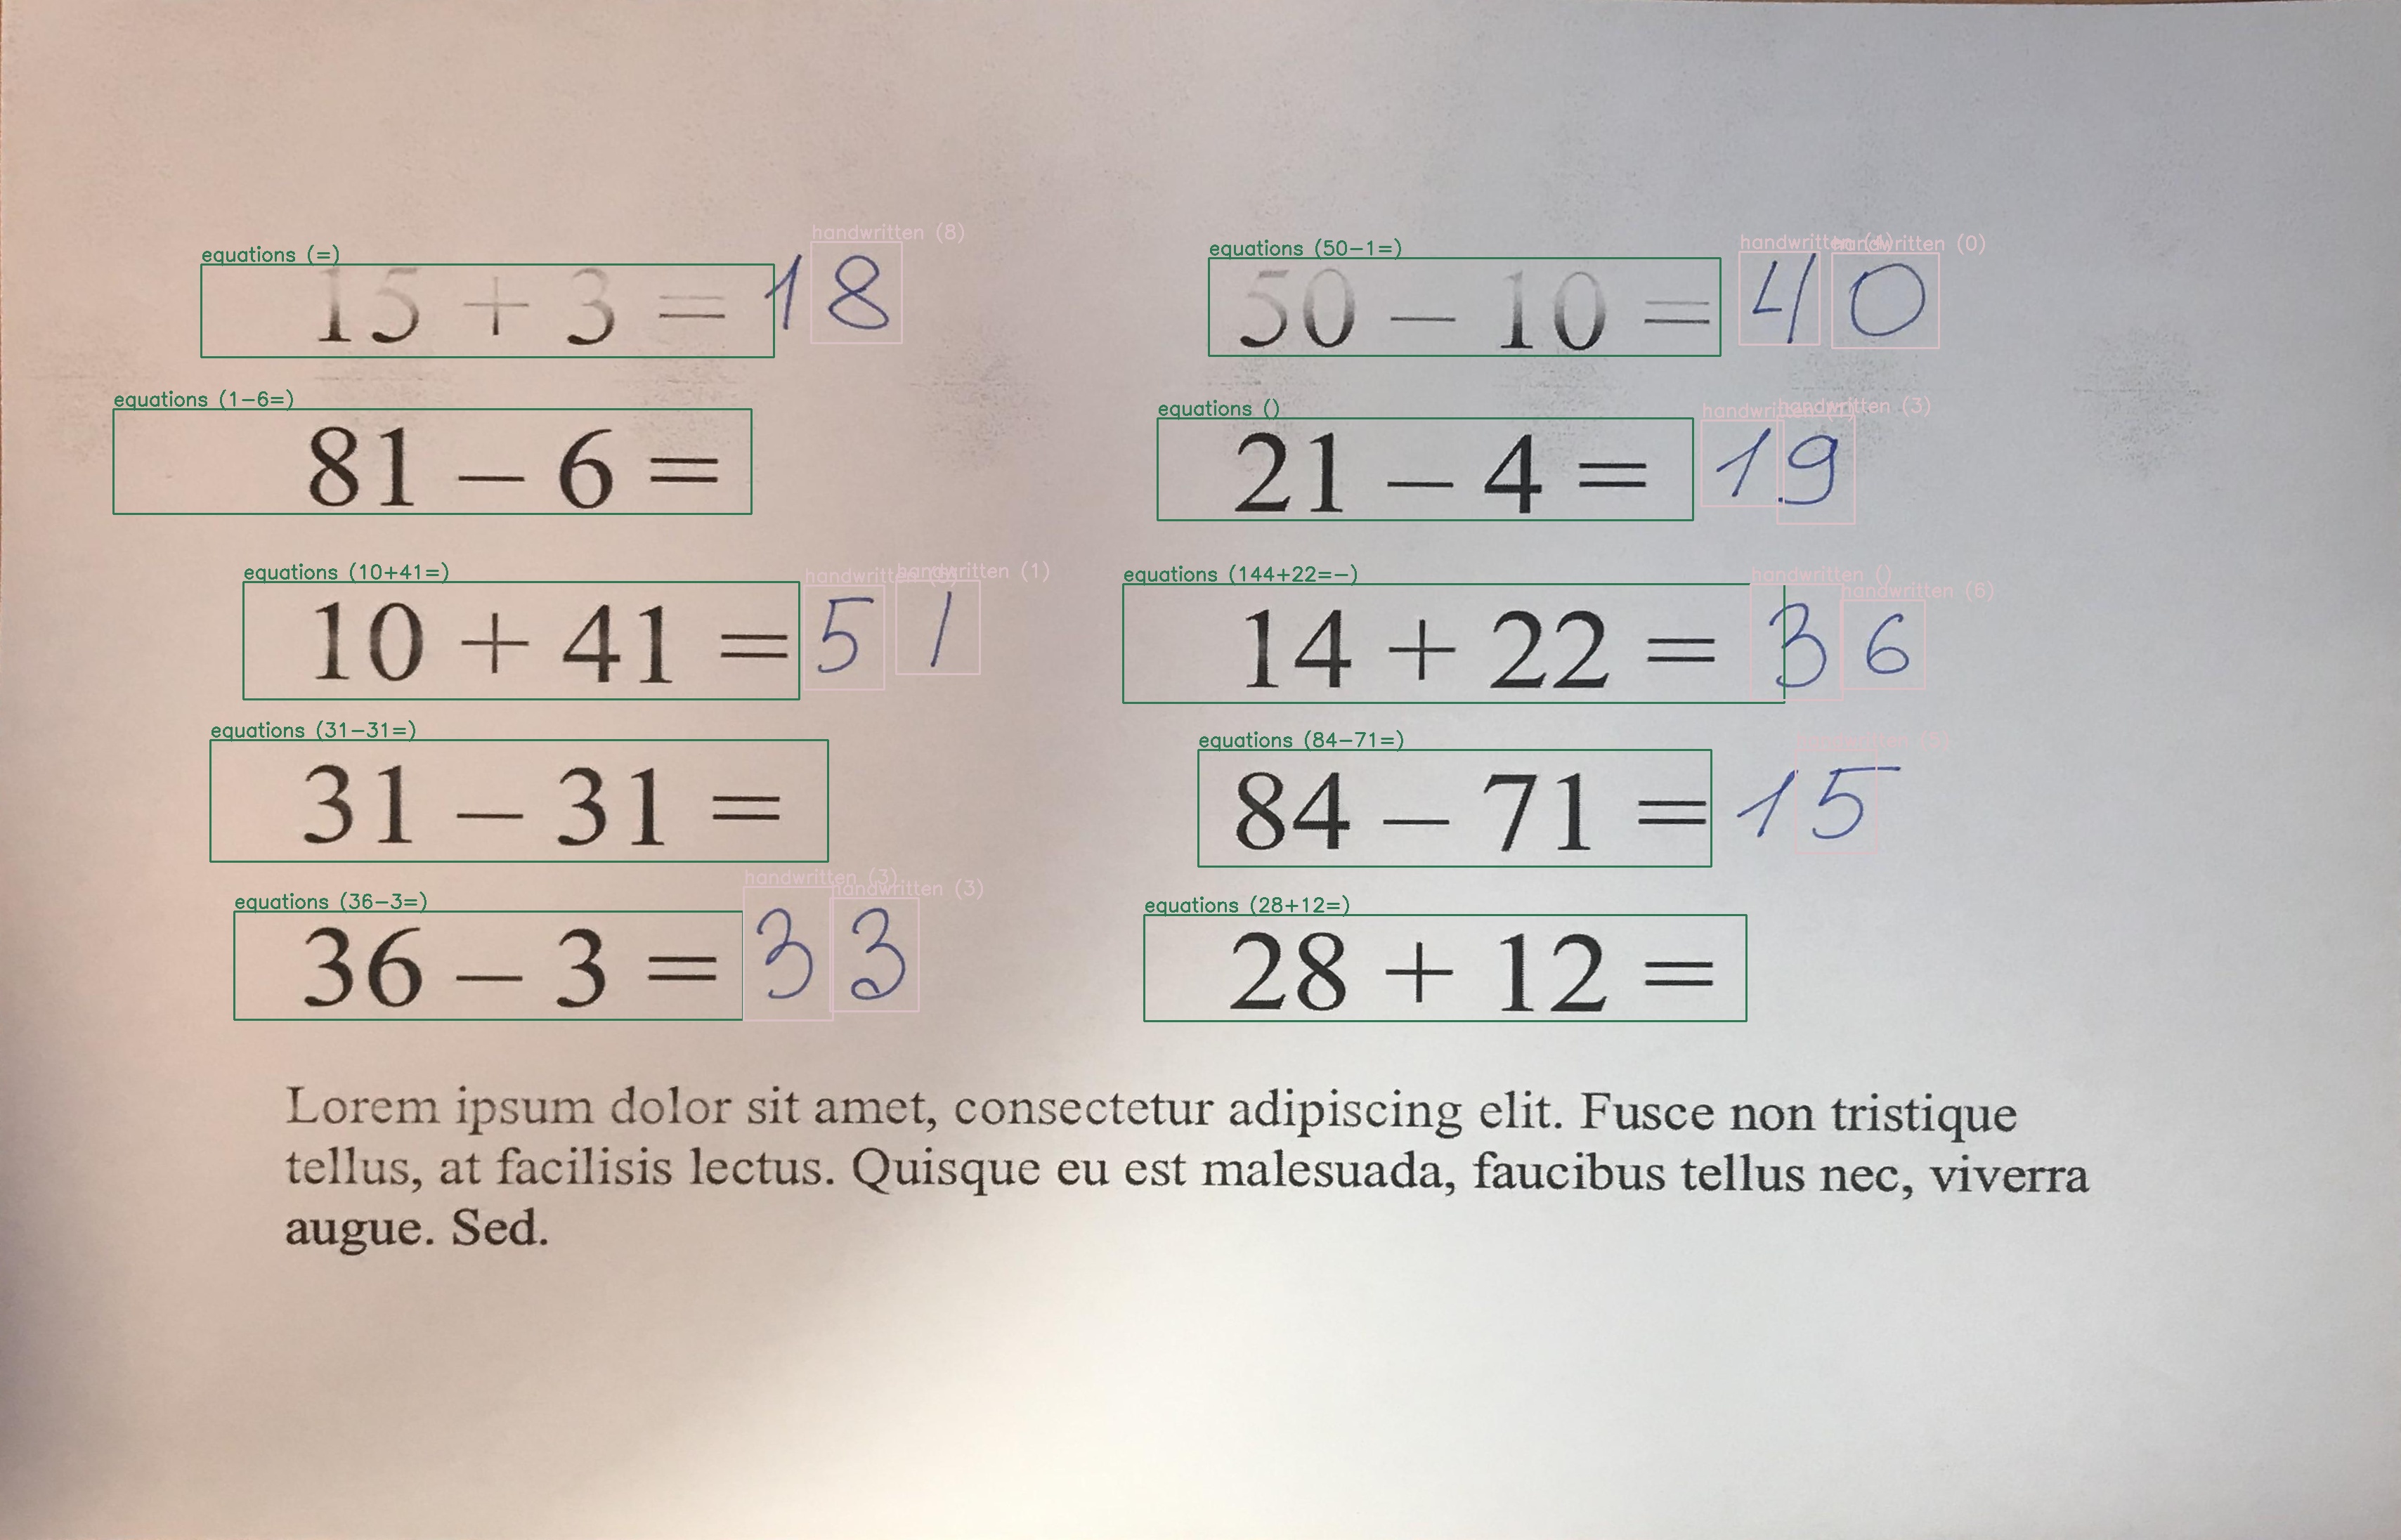 handwritten (8)
equations (=)
15 + 3 = 18
handwritten handwritten (0)
equations (50-1=)
50 - 10 = 40
equations (1-6=)
81 - 6 =
handwritten handwritten (3)
equations ()
21 - 4 = 19
equations (10+41=)
handwritten handwritten (1)
10 + 41 = 51
equations (144+22=-)
handwritten ()
handwritten (6)
14 + 22 = 36
equations (31-31=)
31 - 31 =
equations (84-71=)
handwritten (5)
84 - 71 = 15
handwritten (3)
handwritten (3)
equations (36-3=)
36 - 3 = 33
equations (28+12=)
28 + 12 =
Lorem ipsum dolor sit amet, consectetur adipiscing elit. Fusce non tristique
tellus, at facilisis lectus. Quisque eu est malesuada, faucibus tellus nec, viverra
augue. Sed.